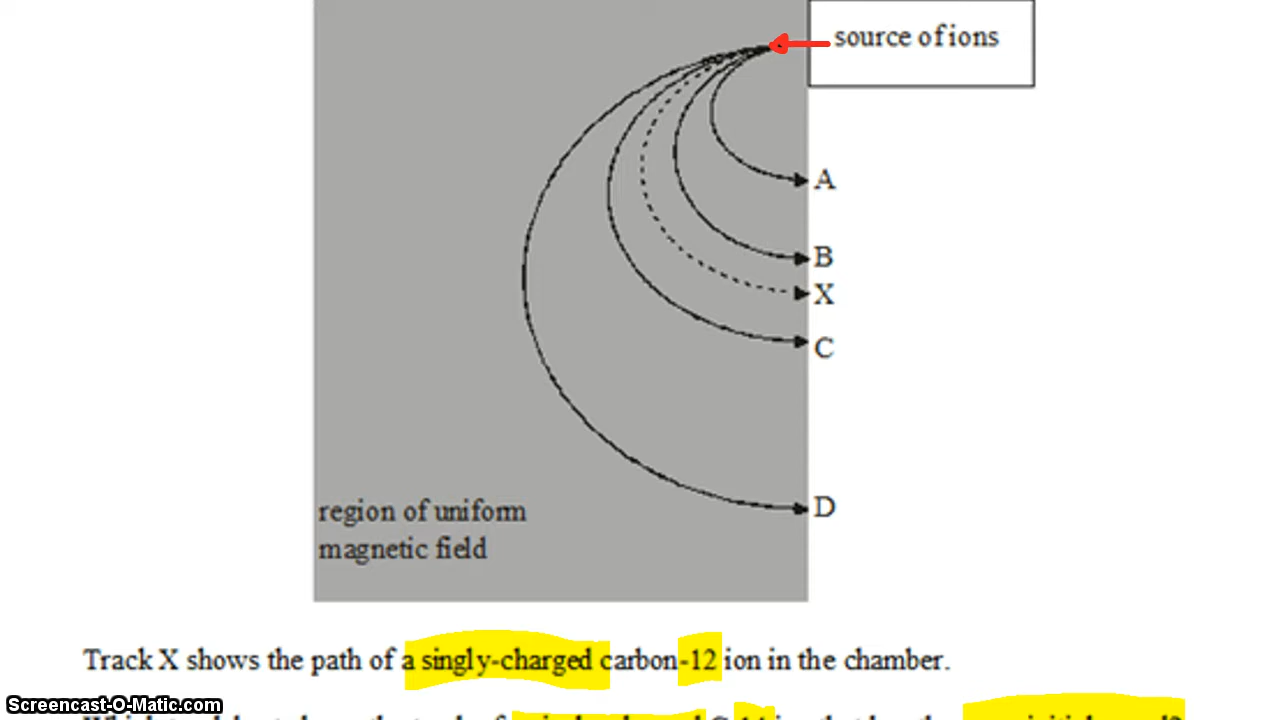 source of ions
A
B
X
C
D
region of uniform
magnetic field
Track X shows the path of a singly-charged carbon-12 ion in the chamber.
Screencast-O-Matic.com